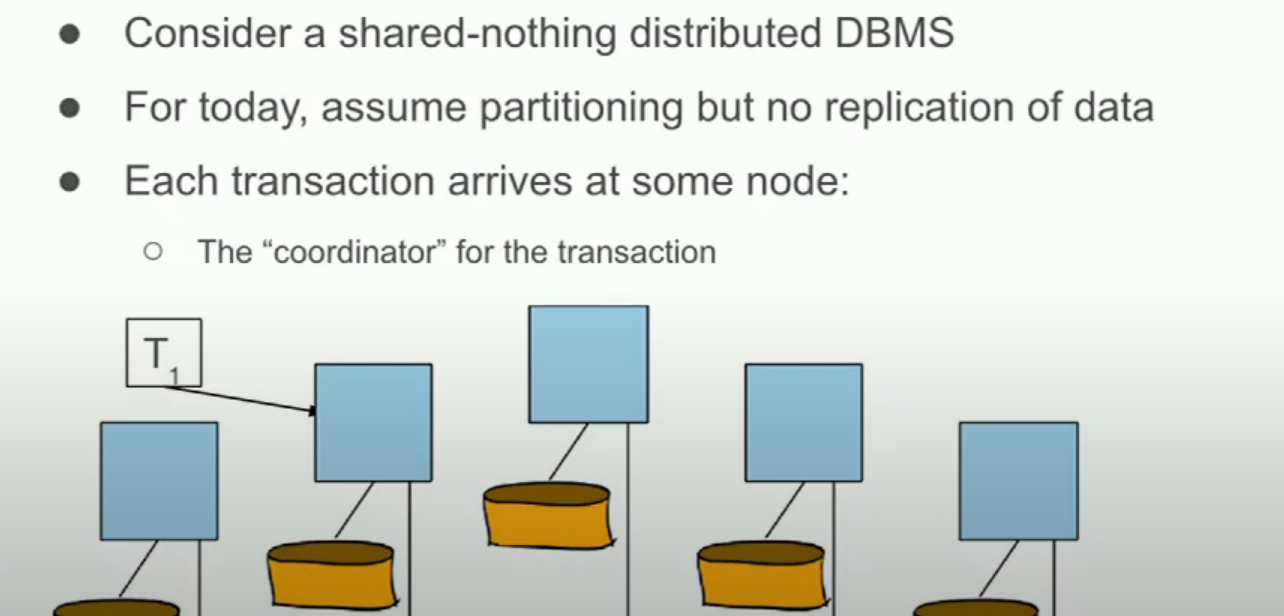 ● Consider a shared-nothing distributed DBMS
● For today, assume partitioning but no replication of data
● Each transaction arrives at some node:
○ The “coordinator” for the transaction
T1